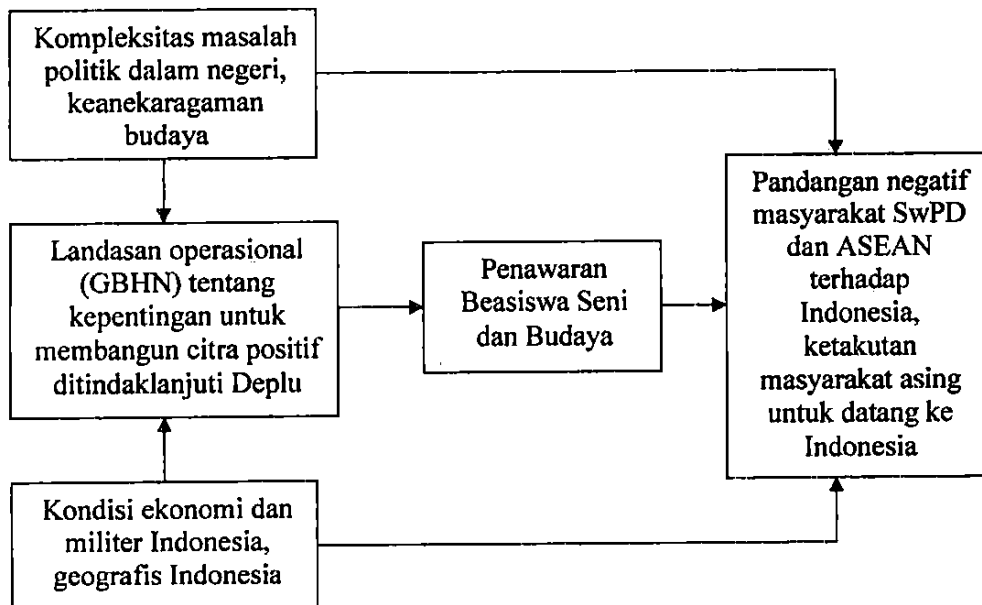 Kompleksitas masalah
politik dalam negeri,
keanekaragaman
budaya
Landasan operasional
(GBHN) tentang
kepentingan untuk
membangun citra positif
ditindaklanjuti Deplu
Kondisi ekonomi dan
militer Indonesia,
geografis Indonesia
Penawaran
Beasiswa Seni
dan Budaya
Pandangan negatif
masyarakat SwPD
dan ASEAN
terhadap
Indonesia,
ketakutan
masyarakat asing
untuk datang ke
Indonesia